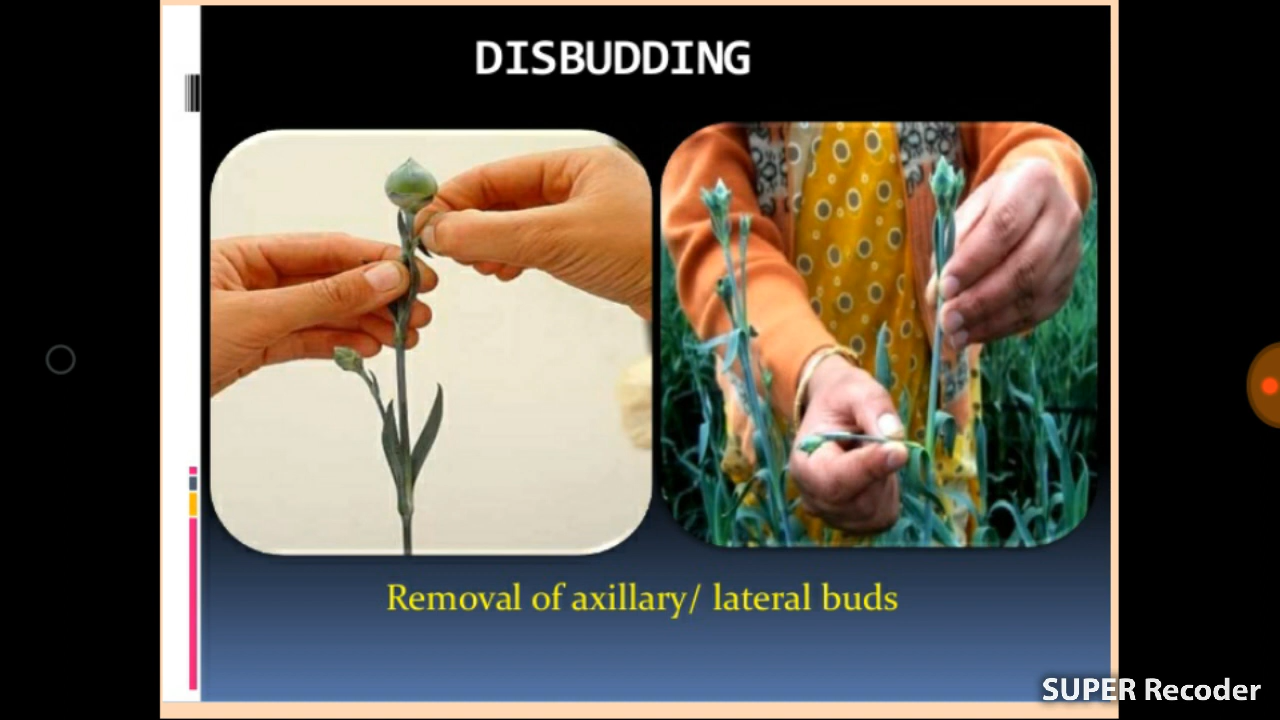 DISBUDDING
Removal of axillary/ lateral buds
SUPER Recoder